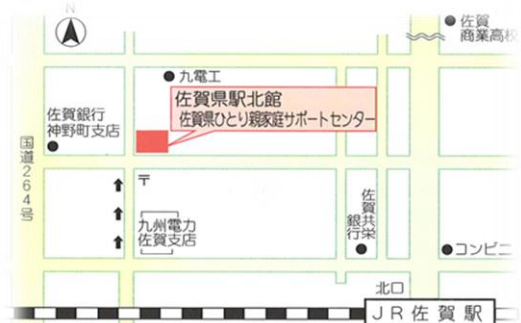 N
佐賀
商業高校
九電工
佐賀県駅北館
佐賀県ひとり親家庭サポートセンター
佐賀銀行
神野町支店
国道264号
〒
九州電力
佐賀支店
佐賀共栄
銀行
コンビニ
北口
JR佐賀駅